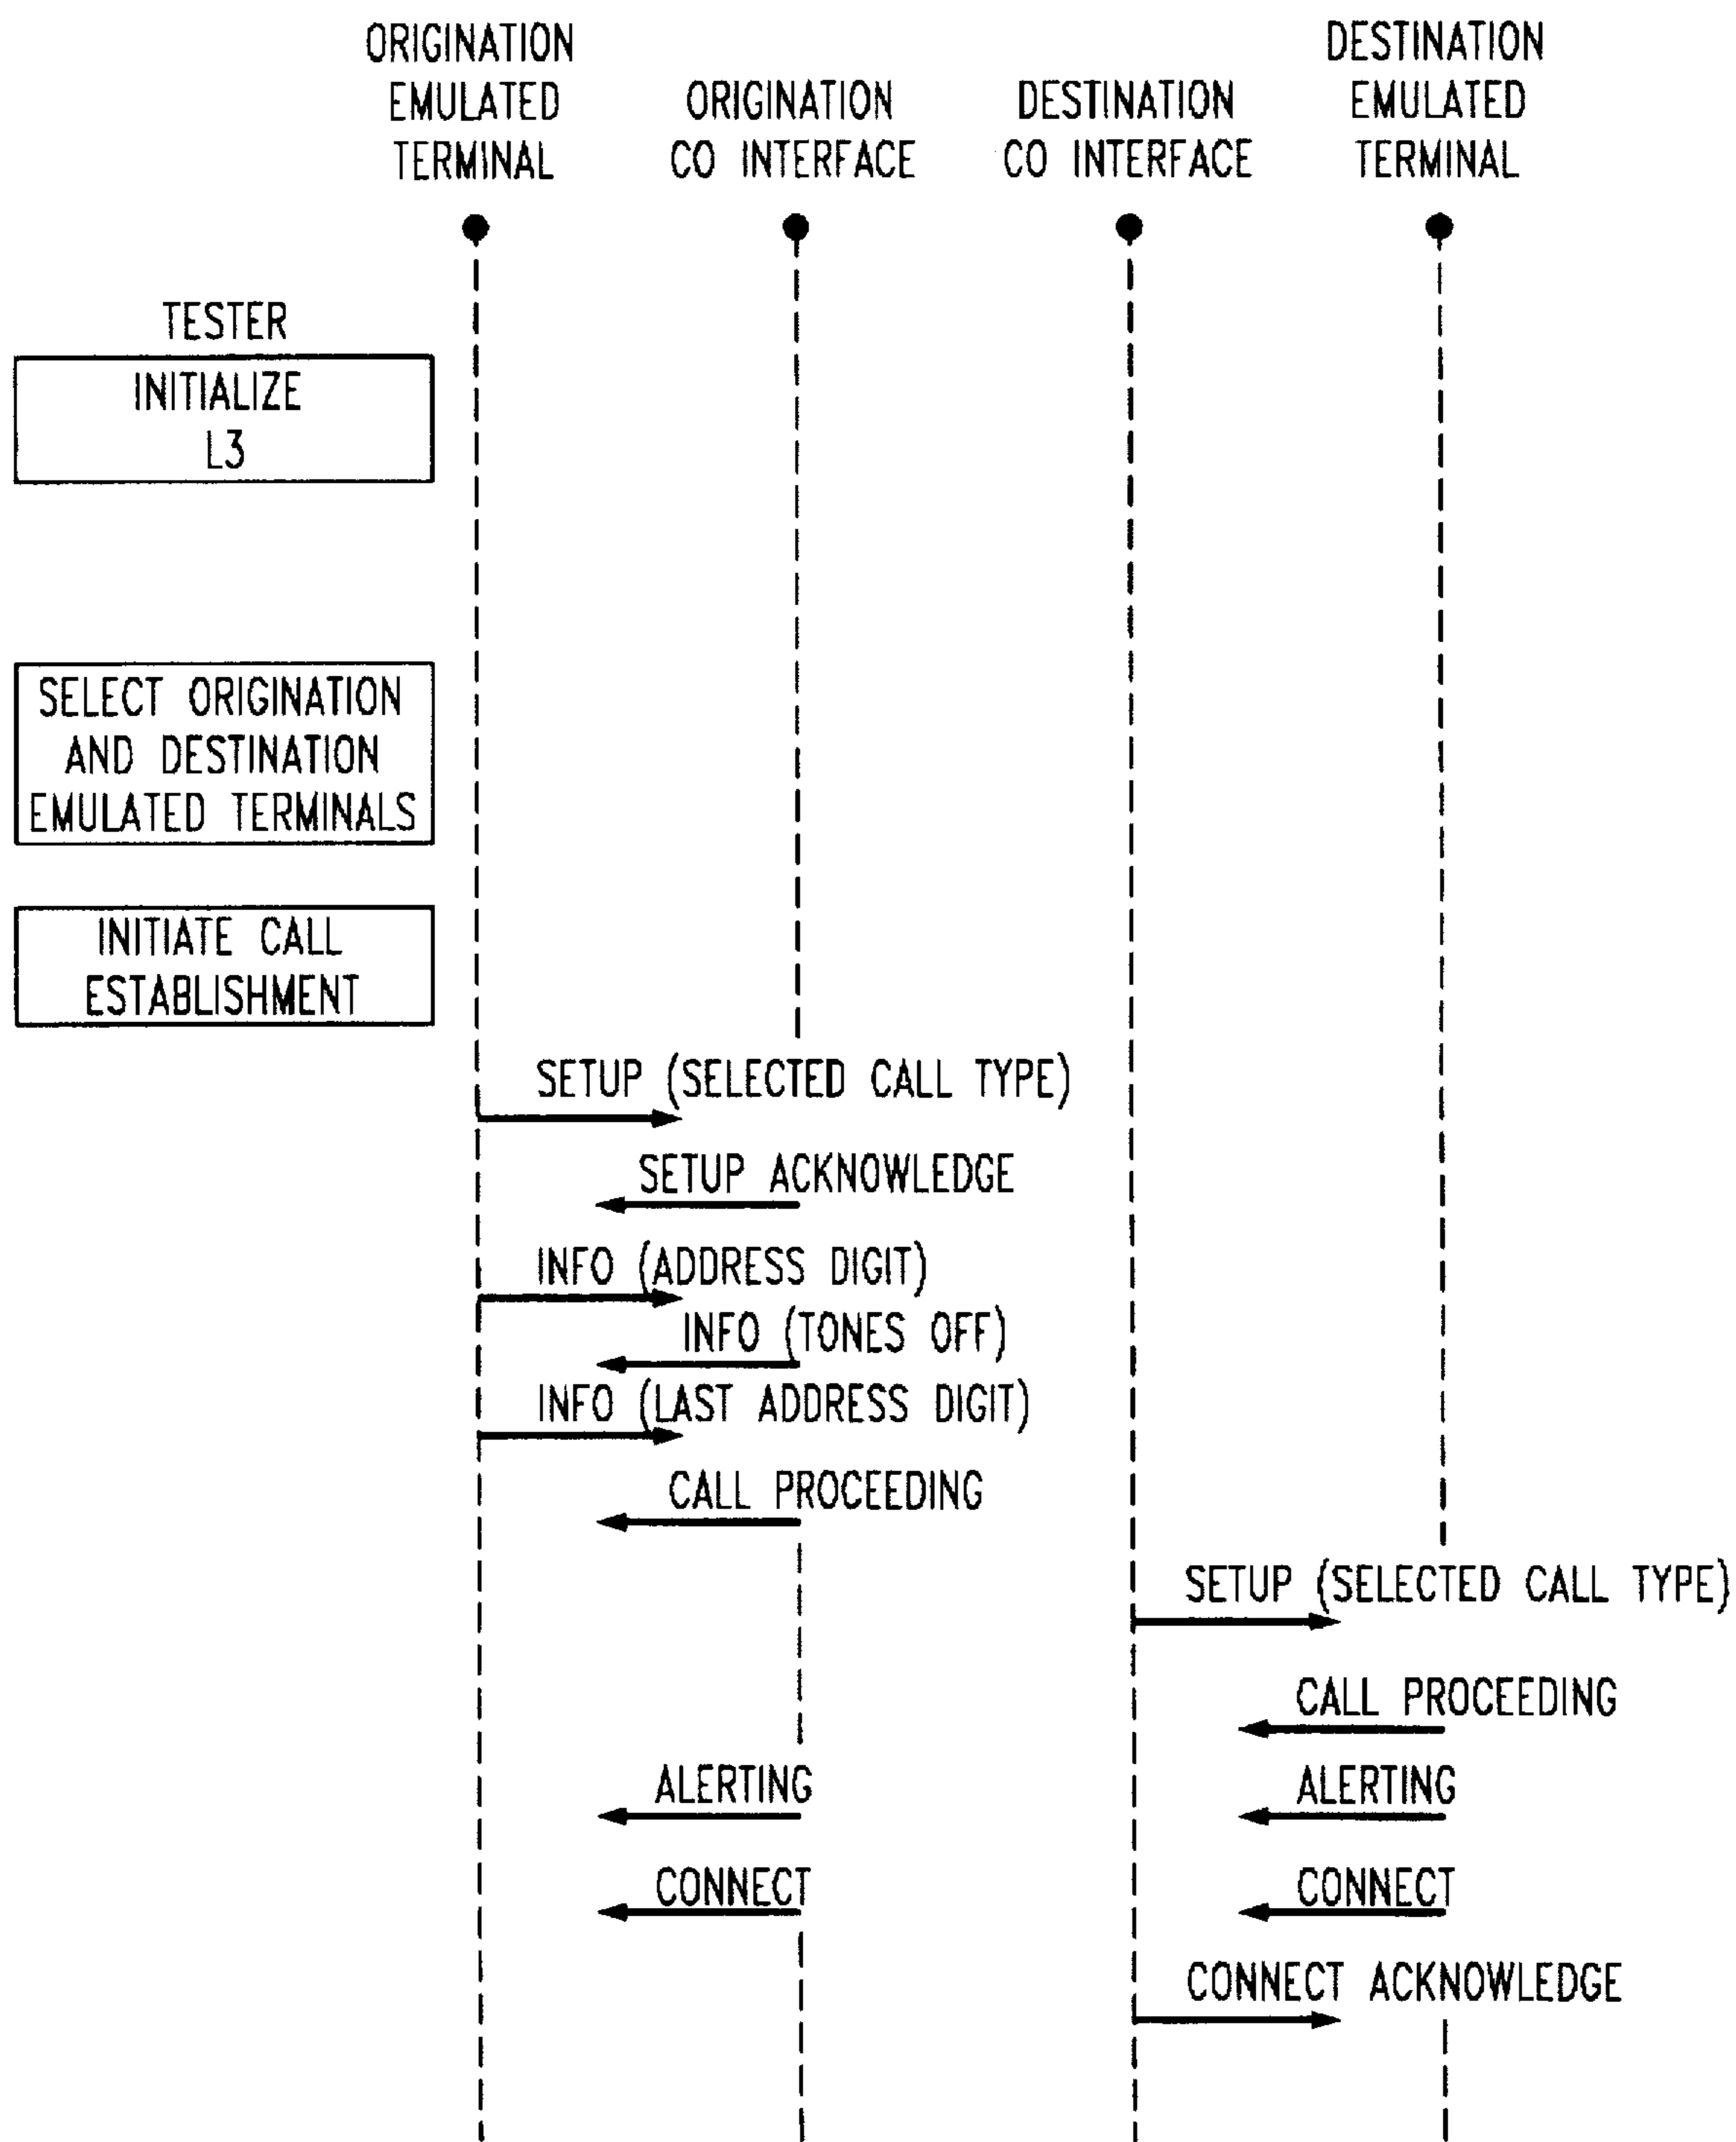 ORIGINATION
EMULATED
TERMINAL
ORIGINATION
CO INTERFACE
DESTINATION
CO INTERFACE
DESTINATION
EMULATED
TERMINAL
TESTER
INITIALIZE
L3
SELECT ORIGINATION
AND DESTINATION
EMULATED TERMINALS
INITIATE CALL
ESTABLISHMENT
SETUP (SELECTED CALL TYPE)
SETUP ACKNOWLEDGE
INFO (ADDRESS DIGIT)
INFO (TONES OFF)
INFO (LAST ADDRESS DIGIT)
CALL PROCEEDING
SETUP (SELECTED CALL TYPE)
CALL PROCEEDING
ALERTING
ALERTING
CONNECT
CONNECT
CONNECT ACKNOWLEDGE